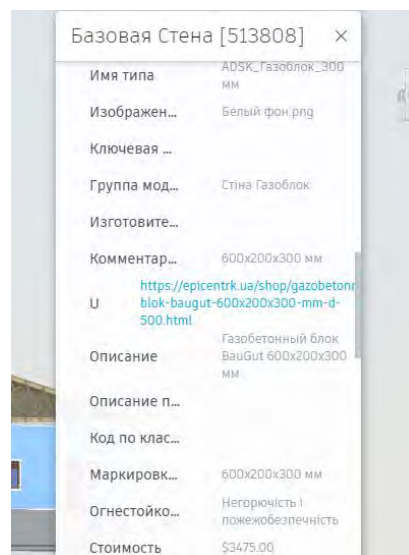 Базовая Стена [513808] ×
Имя типа ADSK_Газоблок_300
мм
Изображен... Белый фон.png
Ключевая ...
Группа мод... Стіна Газоблок
Изготовите...
Комментар... 600x200x300 мм
https://epicentrk.ua/shop/gazobetonn
U blok-baugut-600x200x300-mm-d-
500.html
Газобетонный блок
Описание BauGut 600x200x300
мм
Описание п...
Код по клас...
Маркировк... 600x200x300 мм
Огнестойко... Негорючість і
пожежобезпечність
Стоимость $3475.00